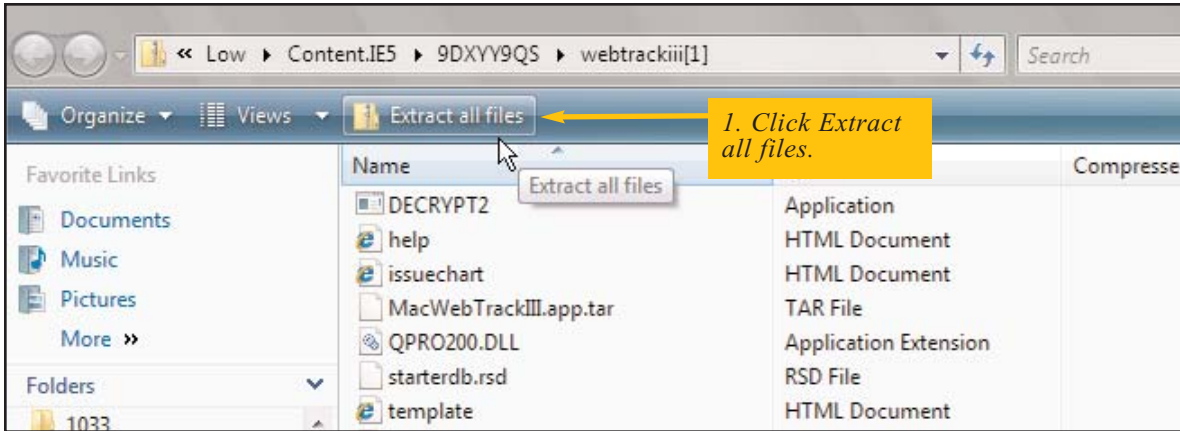 « Low ▸ Content.IE5 ▸ 9DXYY9QS ▸ webtrackiii[1]
Search
Organize Views Extract all files
1. Click Extract
all files.
Favorite Links
Name
Compresse
Extract all files
Documents
Music
Pictures
More »
Folders
1033
DECRYPT2 Application
help HTML Document
issuechart HTML Document
MacWebTrackIII.app.tar TAR File
QPRO200.DLL Application Extension
starterdb.rsd RSD File
template HTML Document